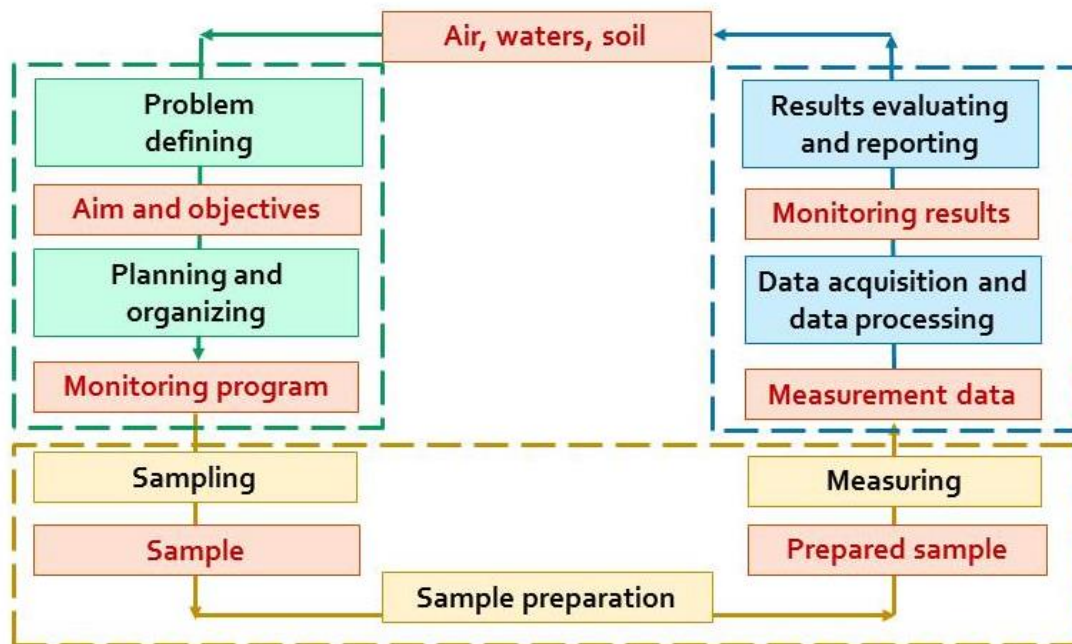 Air, waters, soil
Problem
defining
Aim and objectives
Planning and
organizing
Monitoring program
Sampling
Sample
Sample preparation
Prepared sample
Measuring
Measurement data
Data acquisition and
data processing
Monitoring results
Results evaluating
and reporting